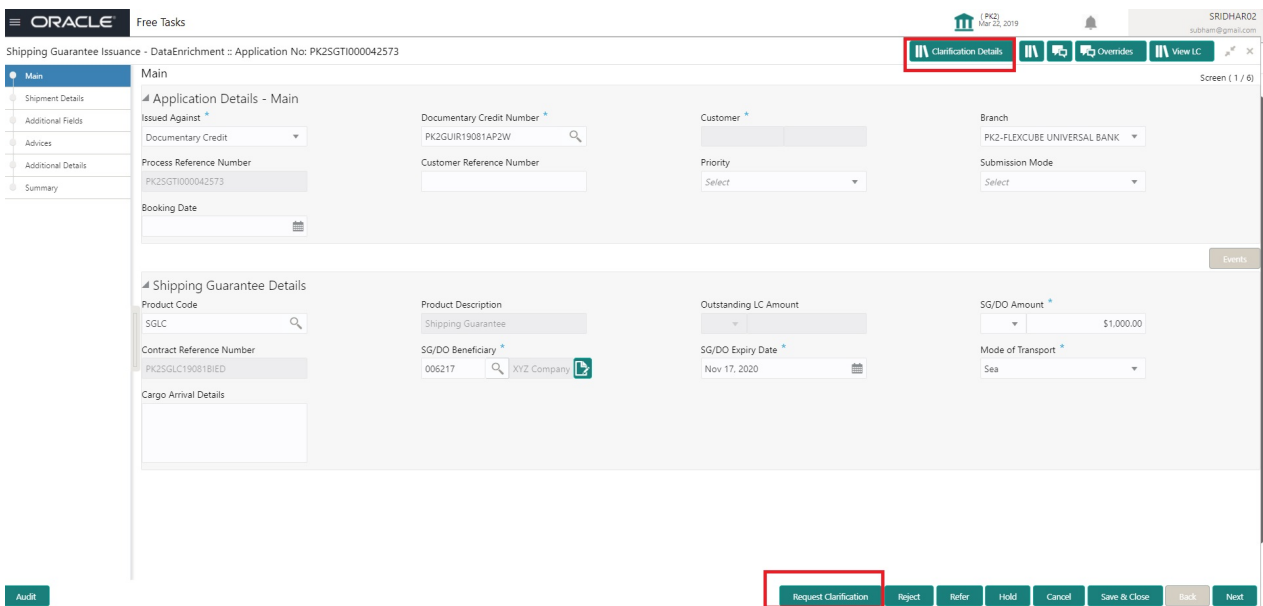 ORACLE Free Tasks
( PK2)
Mar 22, 2019
SRIDHAR02
subham@gmail.com
Shipping Guarantee Issuance - DataEnrichment :: Application No: PK2SGTI000042573
Clarification Details
Overrides
View LC
Main
Shipment Details
Additional Fields
Advices
Additional Details
Summary
Main
Screen ( 1 / 6)
Application Details - Main
Issued Against * Documentary Credit Number * Customer * Branch
Documentary Credit PK2GUIR19081AP2W PK2-FLEXCUBE UNIVERSAL BANK
Process Reference Number Customer Reference Number Priority Submission Mode
PK2SGTI000042573 Select Select
Booking Date
Events
Shipping Guarantee Details
Product Code Product Description Outstanding LC Amount SG/DO Amount *
SGLC Shipping Guarantee $1,000.00
Contract Reference Number SG/DO Beneficiary * SG/DO Expiry Date * Mode of Transport *
PK2SGLC19081BIED 006217 XYZ Company Nov 17, 2020 Sea
Cargo Arrival Details
Audit Request Clarification Reject Refer Hold Cancel Save & Close Back Next